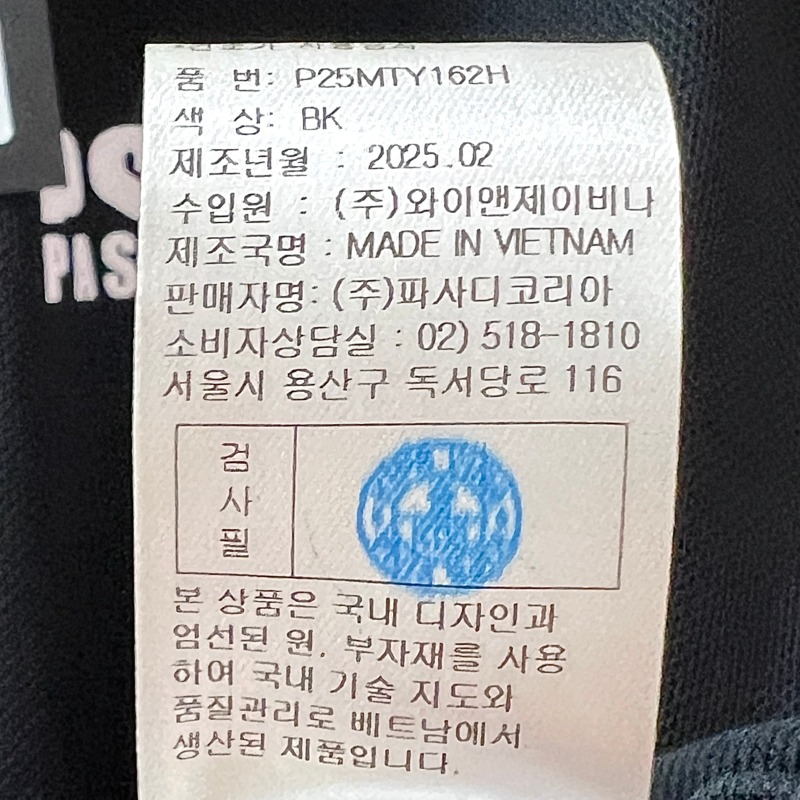 품 번: P25MTY162H
색 상: BK
제조년월 : 2025.02
수입원 : (주)와이앤제이비나
제조국명 : MADE IN VIETNAM
판매자명: (주)파사디코리아
소비자상담실 : 02) 518-1810
서울시 용산구 독서당로 116
검
사
필
본 상품은 국내 디자인과
엄선된 원, 부자재를 사용
하여 국내 기술 지도와
품질관리로 베트남에서
생산된 제품입니다.
PAS